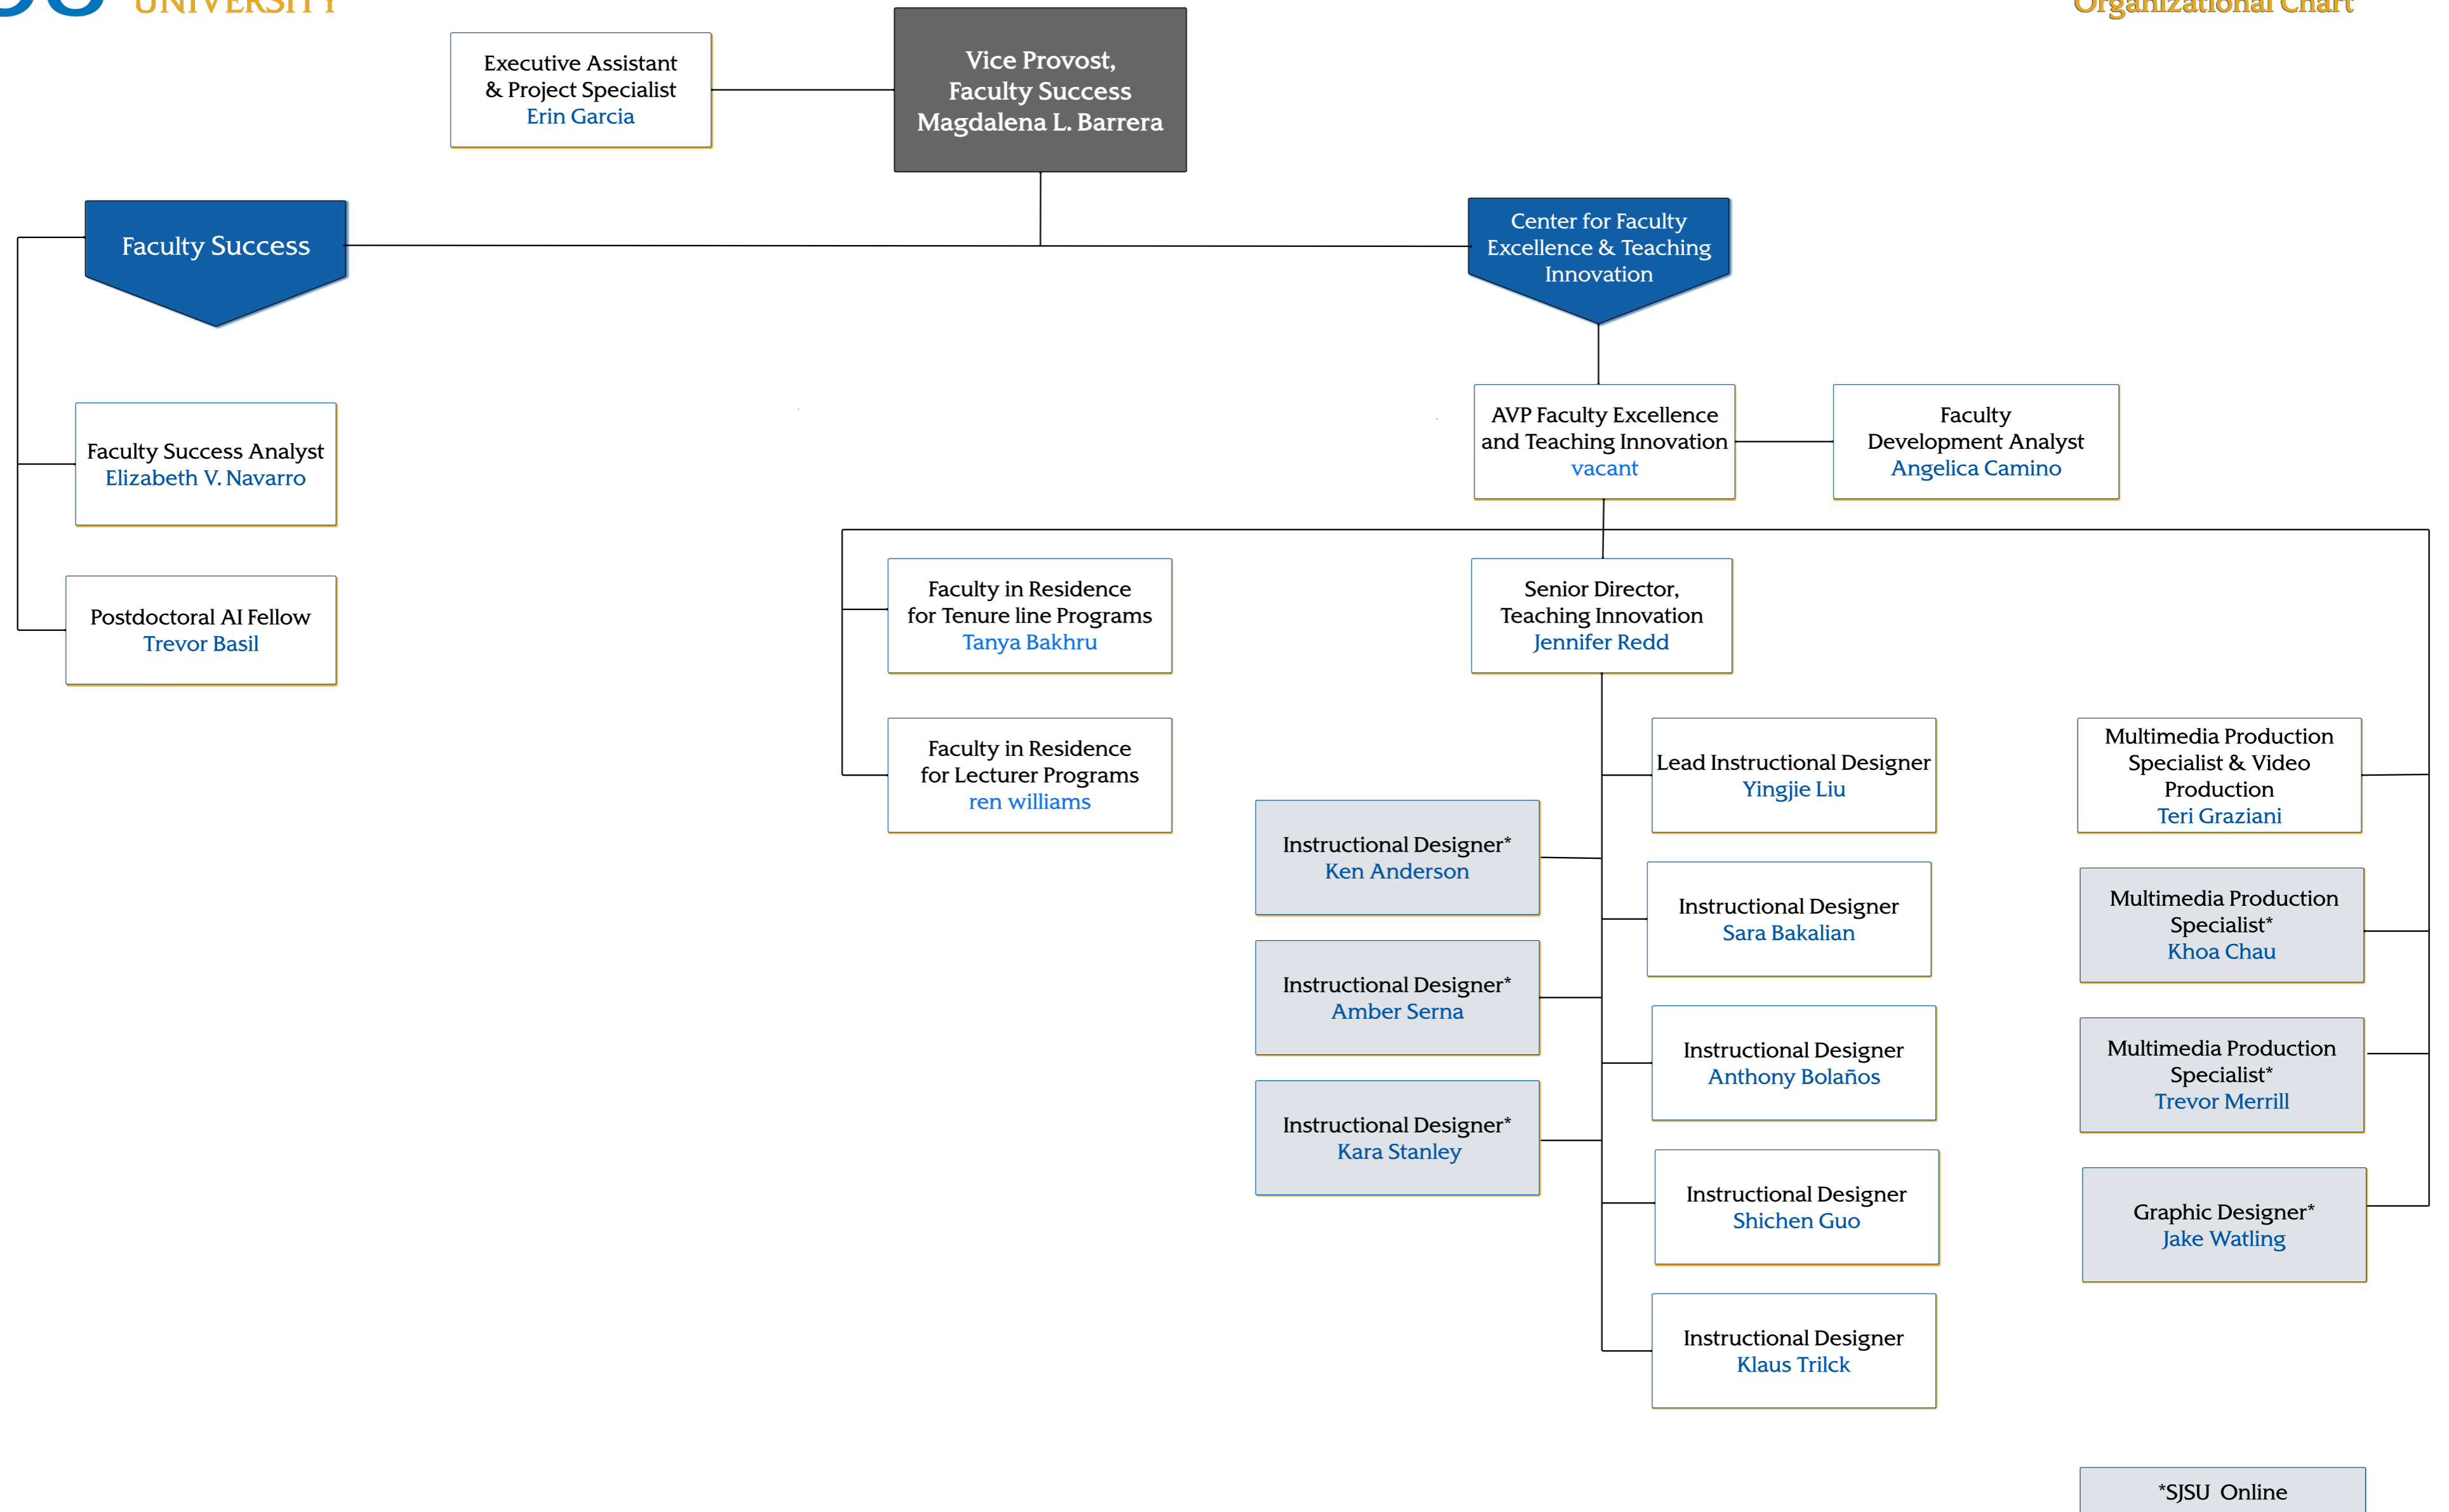 UNIVERSITY
Organizational Chart
Executive Assistant
& Project Specialist
Erin Garcia
Vice Provost,
Faculty Success
Magdalena L. Barrera
Faculty Success
Center for Faculty
Excellence & Teaching
Innovation
Faculty Success Analyst
Elizabeth V. Navarro
Postdoctoral AI Fellow
Trevor Basil
AVP Faculty Excellence
and Teaching Innovation
vacant
Faculty
Development Analyst
Angelica Camino
Faculty in Residence
for Tenure line Programs
Tanya Bakhru
Faculty in Residence
for Lecturer Programs
ren williams
Senior Director,
Teaching Innovation
Jennifer Redd
Instructional Designer*
Ken Anderson
Instructional Designer*
Amber Serna
Instructional Designer*
Kara Stanley
Lead Instructional Designer
Yingjie Liu
Instructional Designer
Sara Bakalian
Instructional Designer
Anthony Bolaños
Instructional Designer
Shichen Guo
Instructional Designer
Klaus Trilck
Multimedia Production
Specialist & Video
Production
Teri Graziani
Multimedia Production
Specialist*
Khoa Chau
Multimedia Production
Specialist*
Trevor Merrill
Graphic Designer*
Jake Watling
*SJSU Online